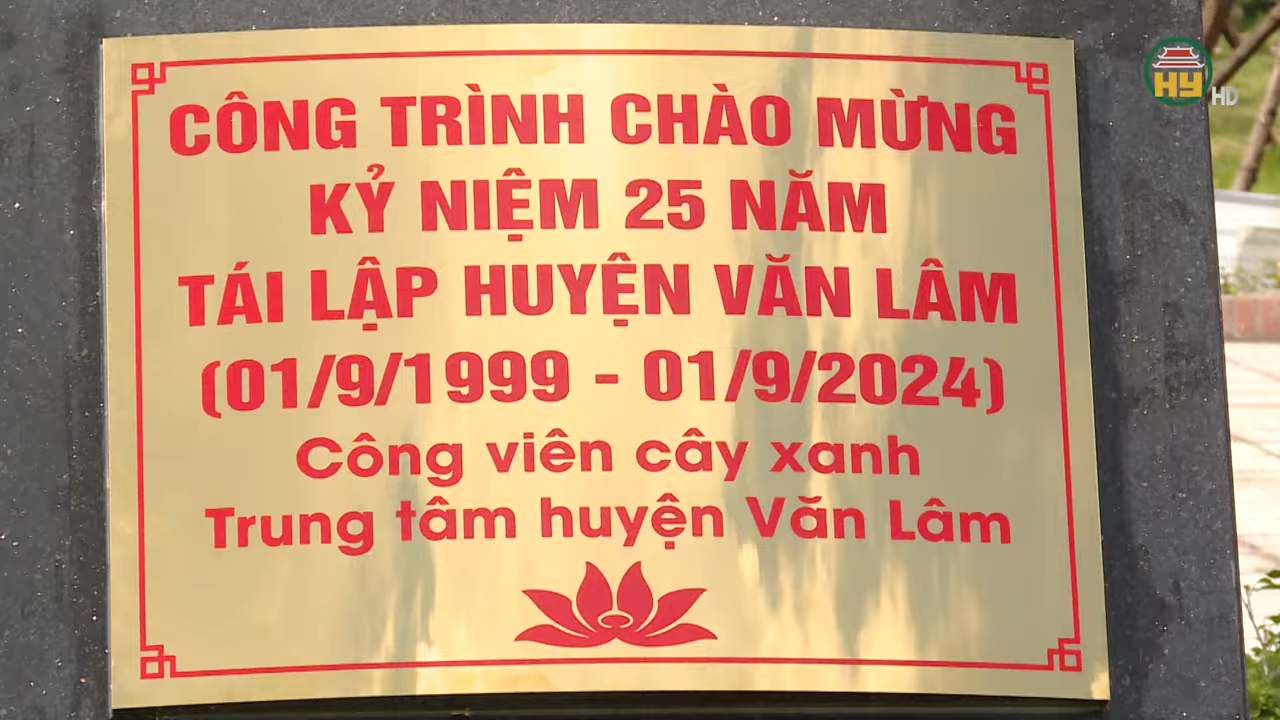 CÔNG TRÌNH CHÀO MỪNG
KỶ NIỆM 25 NĂM
TÁI LẬP HUYỆN VĂN LÂM
(01/9/1999 - 01/9/2024)
Công viên cây xanh
Trung tâm huyện Văn Lâm
HY HD